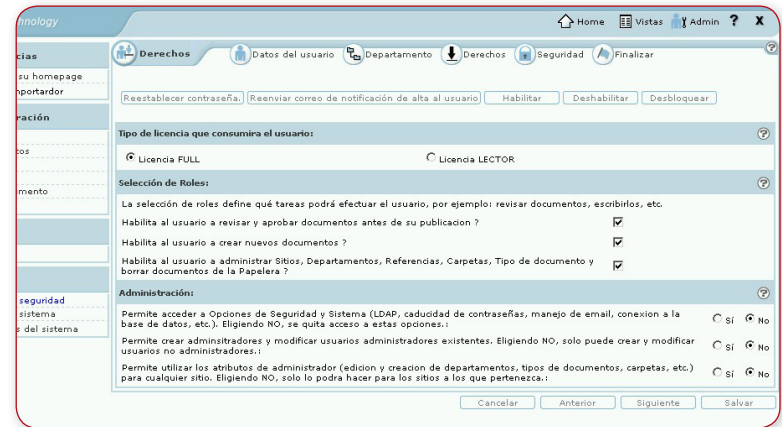 hnology
Home Vistas Admin ? X
cias
su homepage
mportardor
ración
tos
mento
seguridad
sistema
s del sistema
Derechos Datos del usuario Departamento Derechos Seguridad Finalizar
Reestablecer contraseña. Reenviar correo de notificación de alta al usuario Habilitar Deshabilitar Desbloquear
Tipo de licencia que consumira el usuario:
Licencia FULL Licencia LECTOR
Selección de Roles:
La selección de roles define qué tareas podrá efectuar el usuario, por ejemplo: revisar documentos, escribirlos, etc.
Habilita al usuario a revisar y aprobar documentos antes de su publicacion ?
Habilita al usuario a crear nuevos documentos ?
Habilita al usuario a administrar Sitios, Departamentos, Referencias, Carpetas, Tipo de documento y
borrar documentos de la Papelera ?
Administración:
Permite acceder a Opciones de Seguridad y Sistema (LDAP, caducidad de contraseñas, manejo de email, conexion a la
base de datos, etc.). Eligiendo NO, se quita acceso a estas opciones.: Sí No
Permite crear adminsitradores y modificar usuarios administradores existentes. Eligiendo NO, solo puede crear y modificar
usuarios no administradores.: Sí No
Permite utilizar los atributos de administrador (edicion y creacion de departamentos, tipos de documentos, carpetas, etc.)
para cualquier sitio. Eligiendo NO, solo lo podra hacer para los sitios a los que pertenezca.: Sí No
Cancelar Anterior Siguiente Salvar